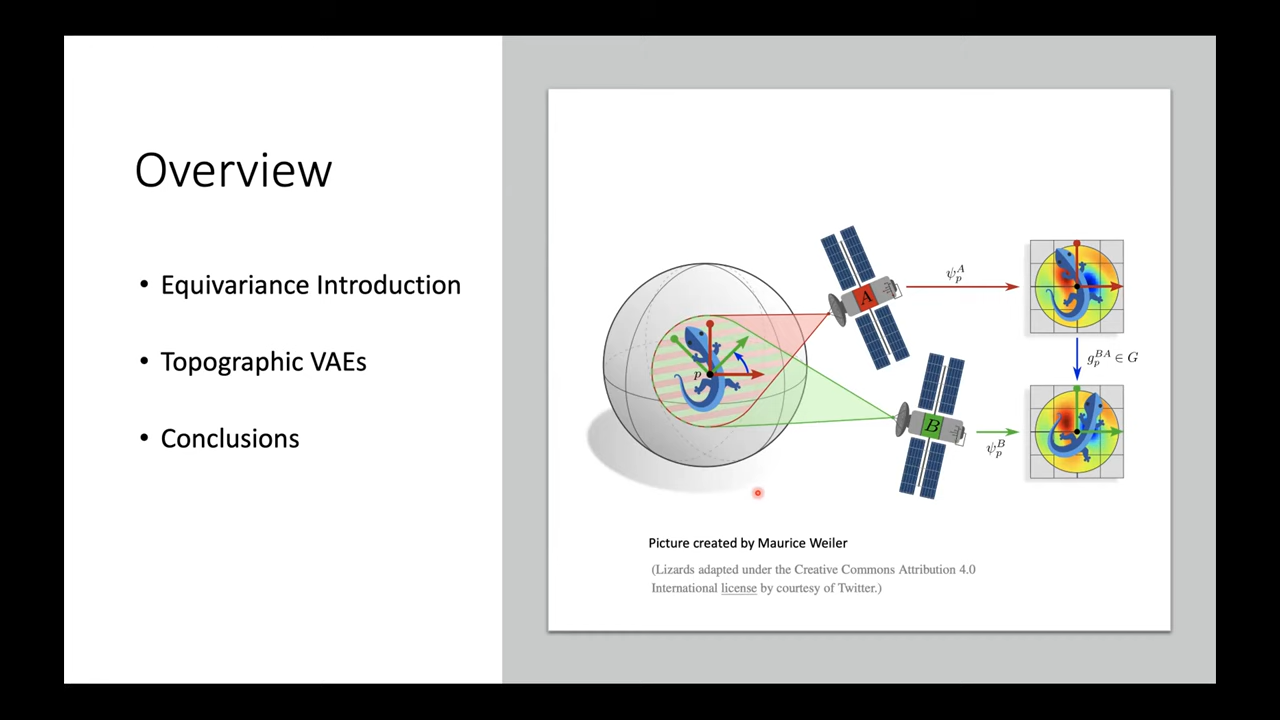 Overview
• Equivariance Introduction
• Topographic VAEs
• Conclusions
A
ψ_p^A
p
g_p^{BA} ∈ G
B
ψ_p^B
Picture created by Maurice Weiler
(Lizards adapted under the Creative Commons Attribution 4.0
International license by courtesy of Twitter.)